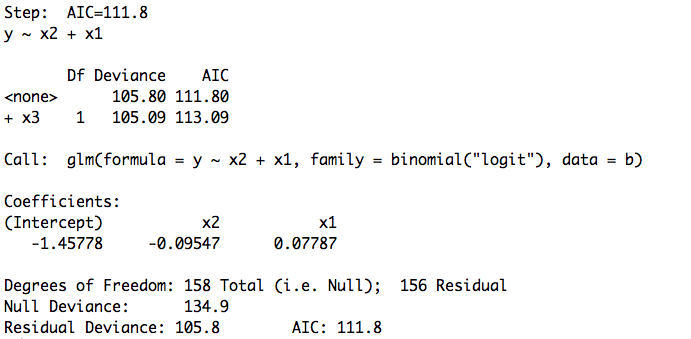 Step:  AIC=111.8
y ~ x2 + x1

       Df Deviance    AIC
<none>      105.80 111.80
+ x3    1   105.09 113.09

Call:  glm(formula = y ~ x2 + x1, family = binomial("logit"), data = b)

Coefficients:
(Intercept)           x2           x1
   -1.45778     -0.09547      0.07787

Degrees of Freedom: 158 Total (i.e. Null);  156 Residual
Null Deviance:      134.9
Residual Deviance: 105.8        AIC: 111.8